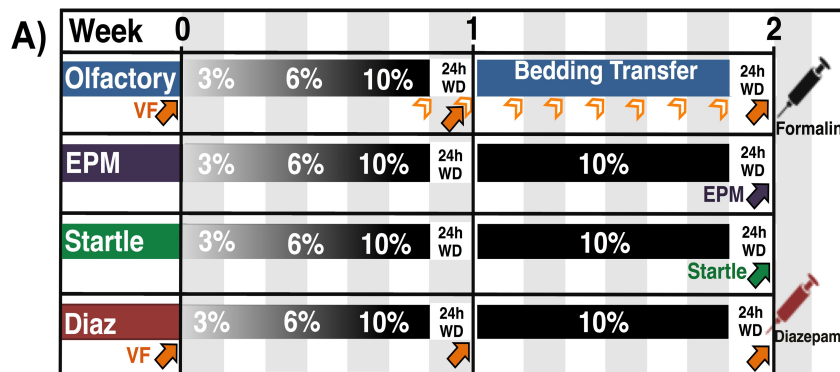 A)
Week 0 1 2
Olfactory 3% 6% 10% 24h WD Bedding Transfer 24h WD
VF
Formalin
EPM 3% 6% 10% 24h WD 10% 24h WD
EPM
Startle 3% 6% 10% 24h WD 10% 24h WD
Startle
Diaz 3% 6% 10% 24h WD 10% 24h WD
Diazepam
VF